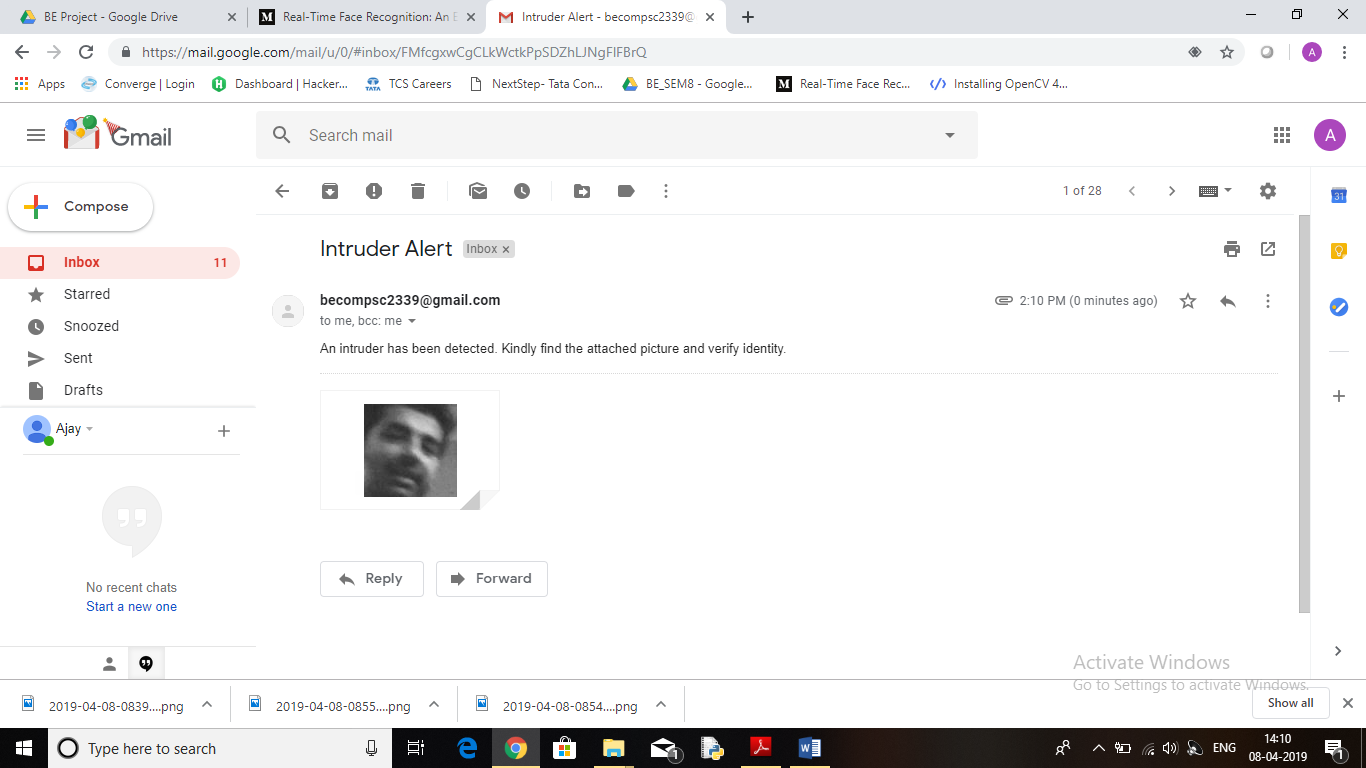 BE Project - Google Drive
Real-Time Face Recognition: An E
Intruder Alert - becompsc2339@
https://mail.google.com/mail/u/0/#inbox/FMfcgxwCgCLkWctkPpSDZhLJNgFlFBrQ
A
Apps
Converge | Login
Dashboard | Hacker...
TATA
TCS Careers
NextStep- Tata Con...
BE_SEM8 - Google...
Real-Time Face Rec...
Installing OpenCV 4...
Gmail
Search mail
A
Compose
1 of 28
31
Intruder Alert
Inbox x
Inbox
11
Starred
Snoozed
Sent
Drafts
becompsc2339@gmail.com
2:10 PM (0 minutes ago)
to me, bcc: me
An intruder has been detected. Kindly find the attached picture and verify identity.
Ajay
No recent chats
Start a new one
Reply
Forward
Activate Windows
Go to Settings to activate Windows.
2019-04-08-0839....png
2019-04-08-0855....png
2019-04-08-0854....png
Show all
Type here to search
1
ENG
14:10
08-04-2019
1